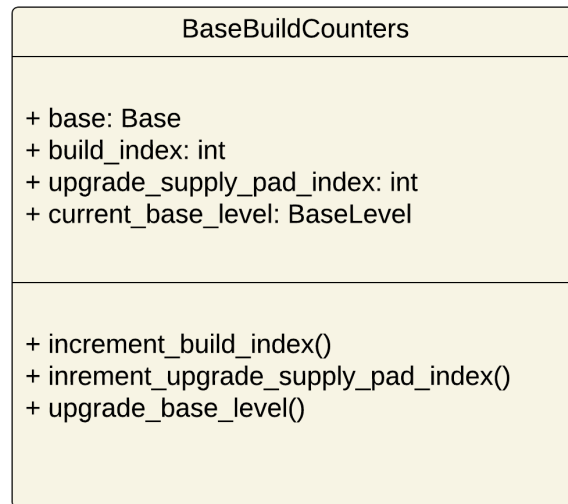 BaseBuildCounters
+ base: Base
+ build_index: int
+ upgrade_supply_pad_index: int
+ current_base_level: BaseLevel
+ increment_build_index()
+ inrement_upgrade_supply_pad_index()
+ upgrade_base_level()